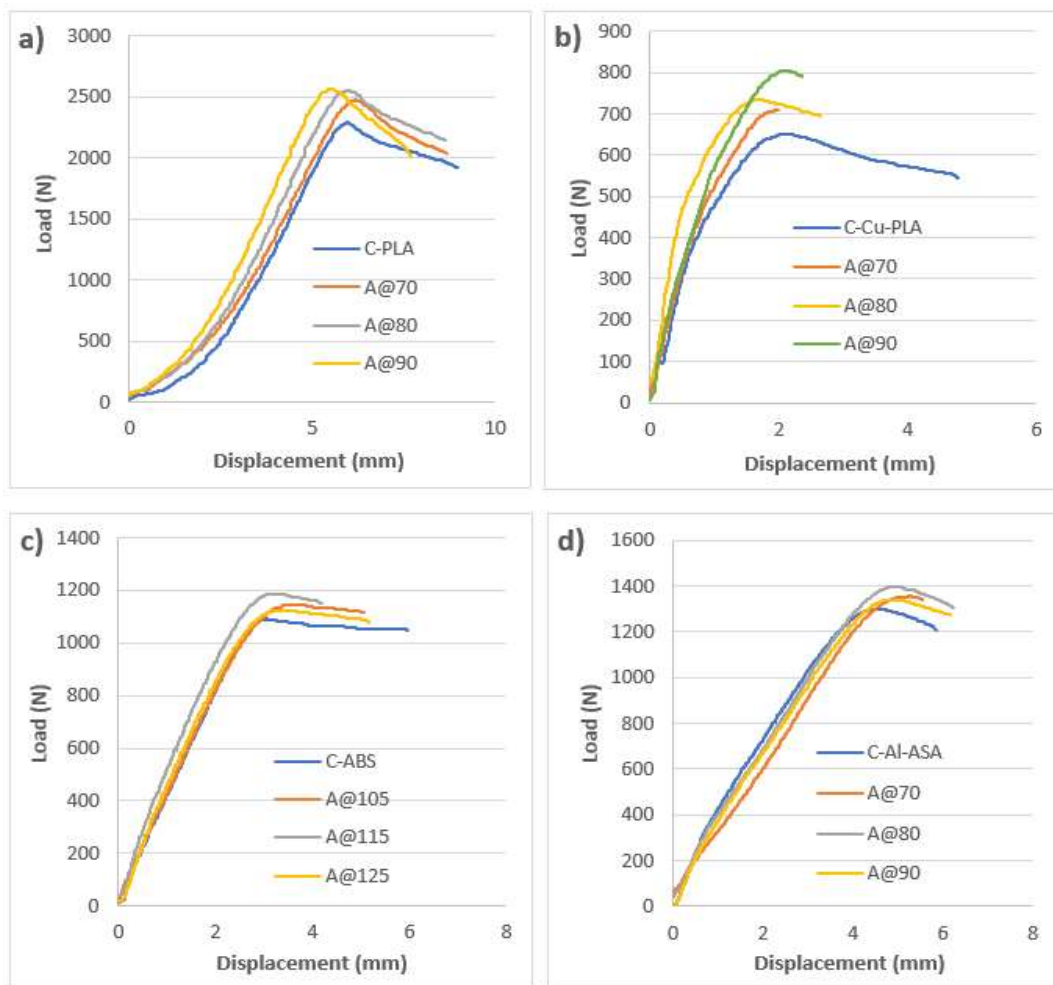 a)
3000
2500
2000
1500
1000
500
0
Load (N)
C-PLA
A@70
A@80
A@90
0 5 10
Displacement (mm)
b)
900
800
700
600
500
400
300
200
100
0
Load (N)
C-Cu-PLA
A@70
A@80
A@90
0 2 4 6
Displacement (mm)
c)
1400
1200
1000
800
600
400
200
0
Load (N)
C-ABS
A@105
A@115
A@125
0 2 4 6 8
Displacement (mm)
d)
1600
1400
1200
1000
800
600
400
200
0
Load (N)
C-Al-ASA
A@70
A@80
A@90
0 2 4 6 8
Displacement (mm)